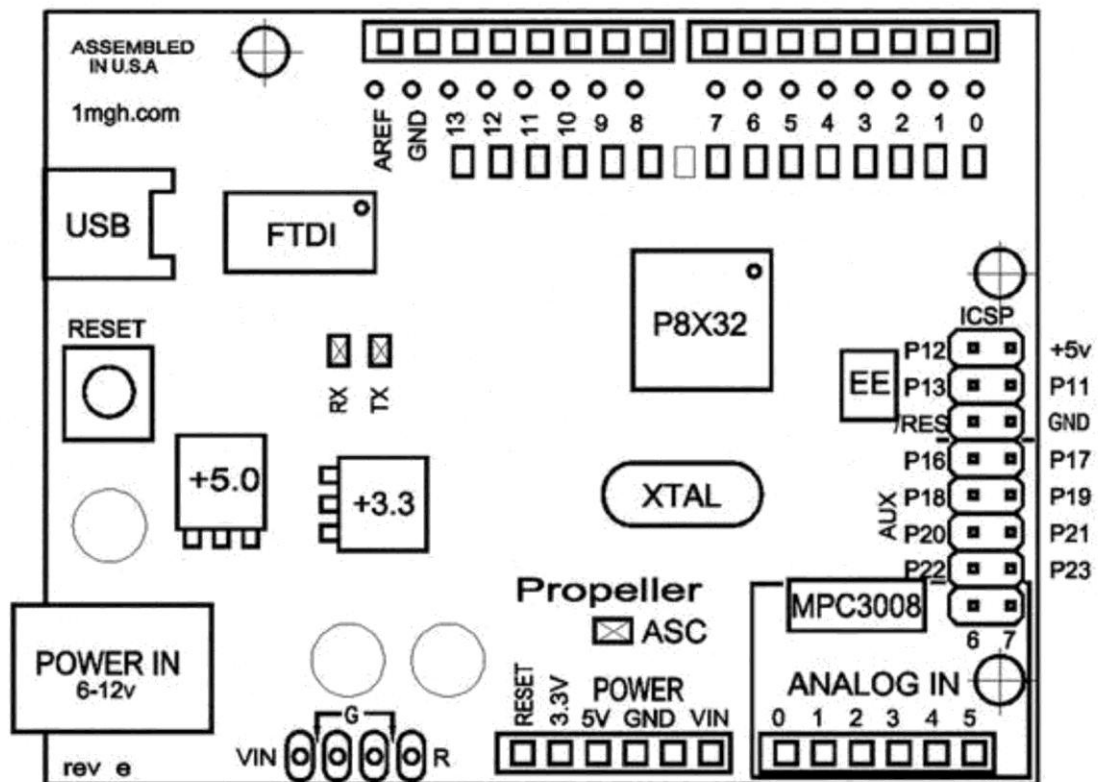 ASSEMBLED
IN U.S.A
1mgh.com
AREF GND 13 12 11 10 9 8 7 6 5 4 3 2 1 0
USB
FTDI
RESET
RX TX
P8X32
EE
ICSP
P12 +5v
P13 P11
/RES GND
P16 P17
P18 P19
AUX
P20 P21
P22 P23
6 7
+5.0
+3.3
XTAL
Propeller
ASC
MPC3008
POWER IN
6-12v
POWER
RESET 3.3V 5V GND VIN
ANALOG IN
0 1 2 3 4 5
G
VIN R
rev e